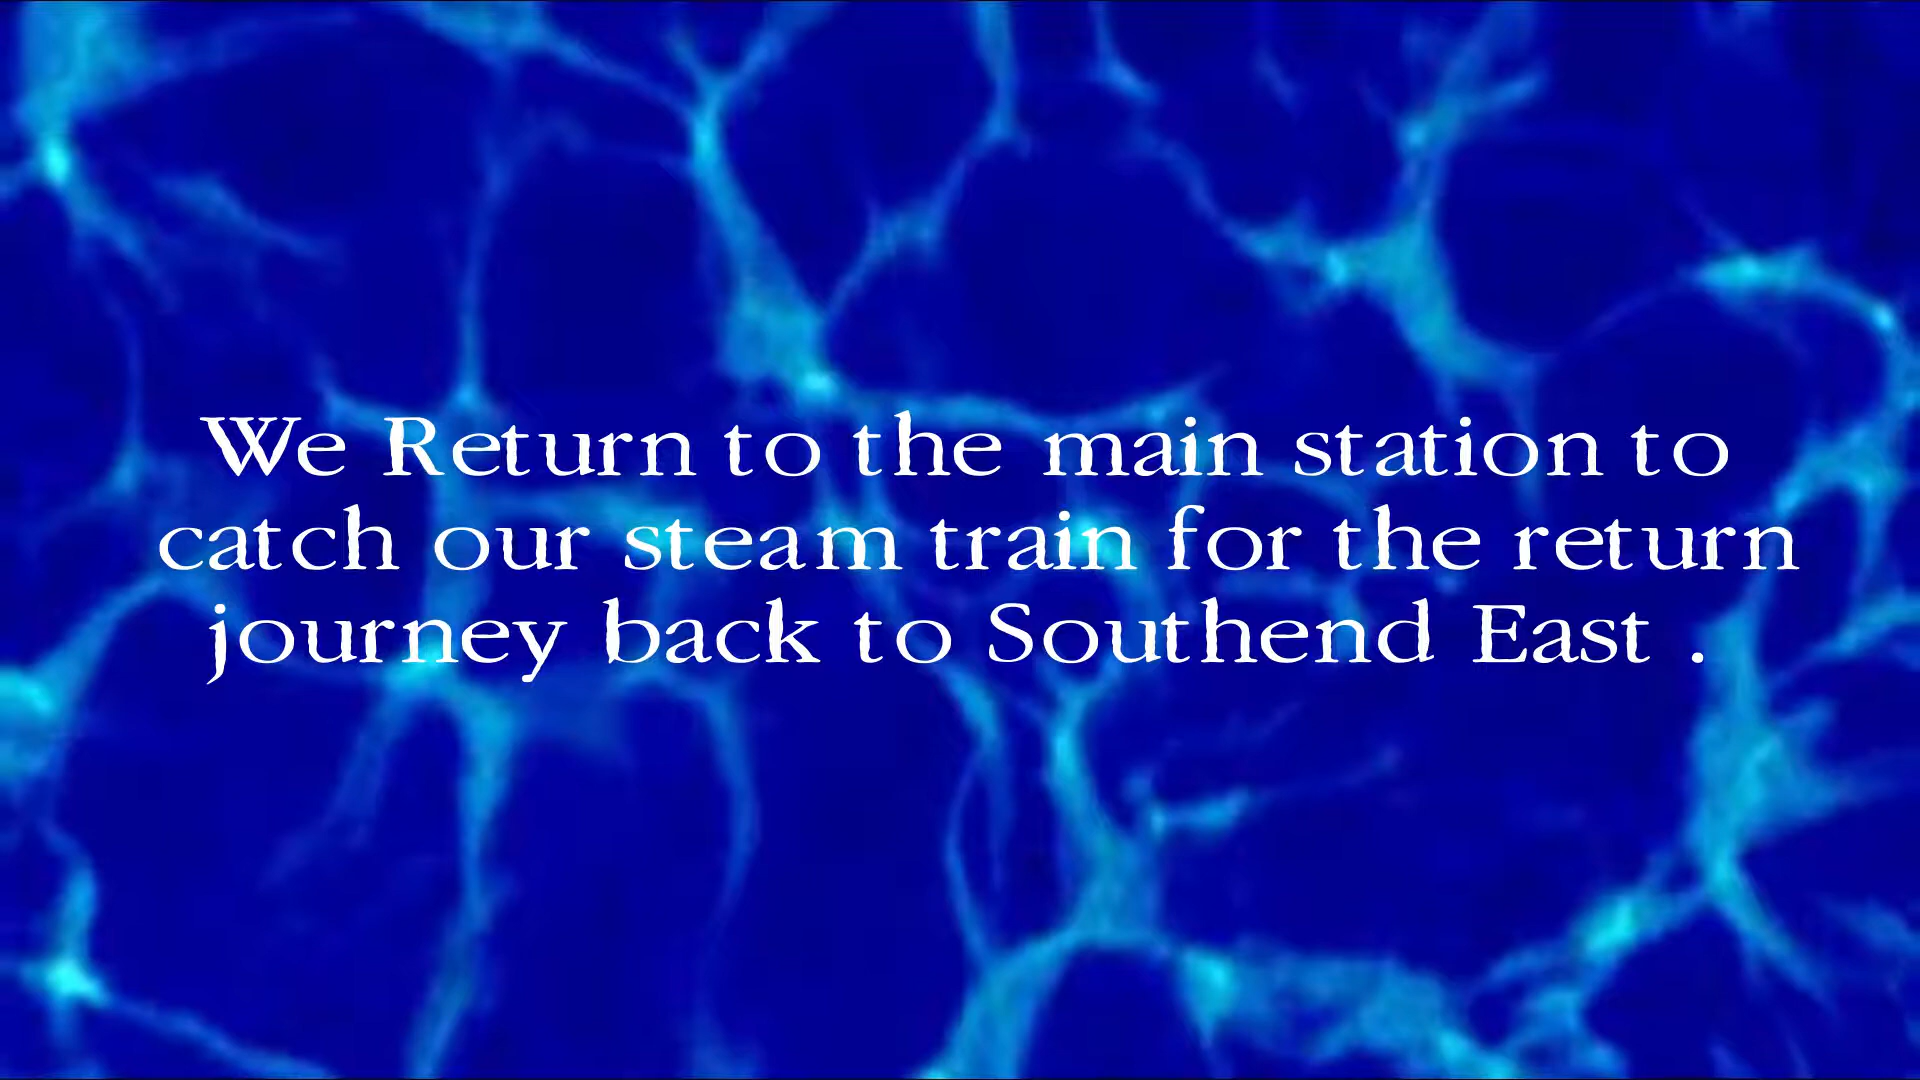 We Return to the main station to
catch our steam train for the return
journey back to Southend East .